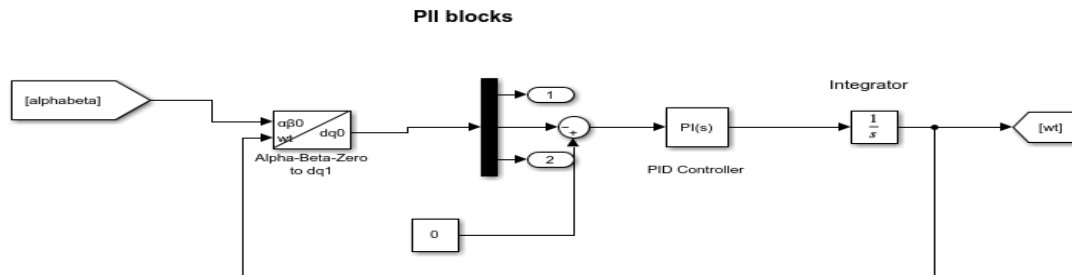 PII blocks
[alphabeta]
αβ0
wt
dq0
Alpha-Beta-Zero
to dq1
1
2
0
−
+
PI(s)
PID Controller
Integrator
1
s
[wt]